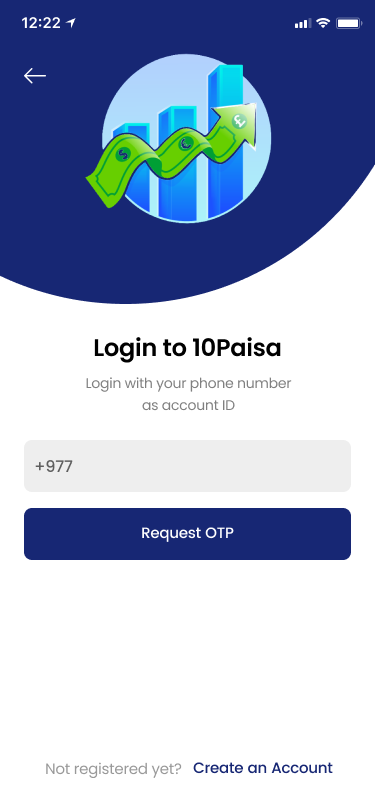 12:22
Login to 10Paisa
Login with your phone number
as account ID
+977
Request OTP
Not registered yet? Create an Account